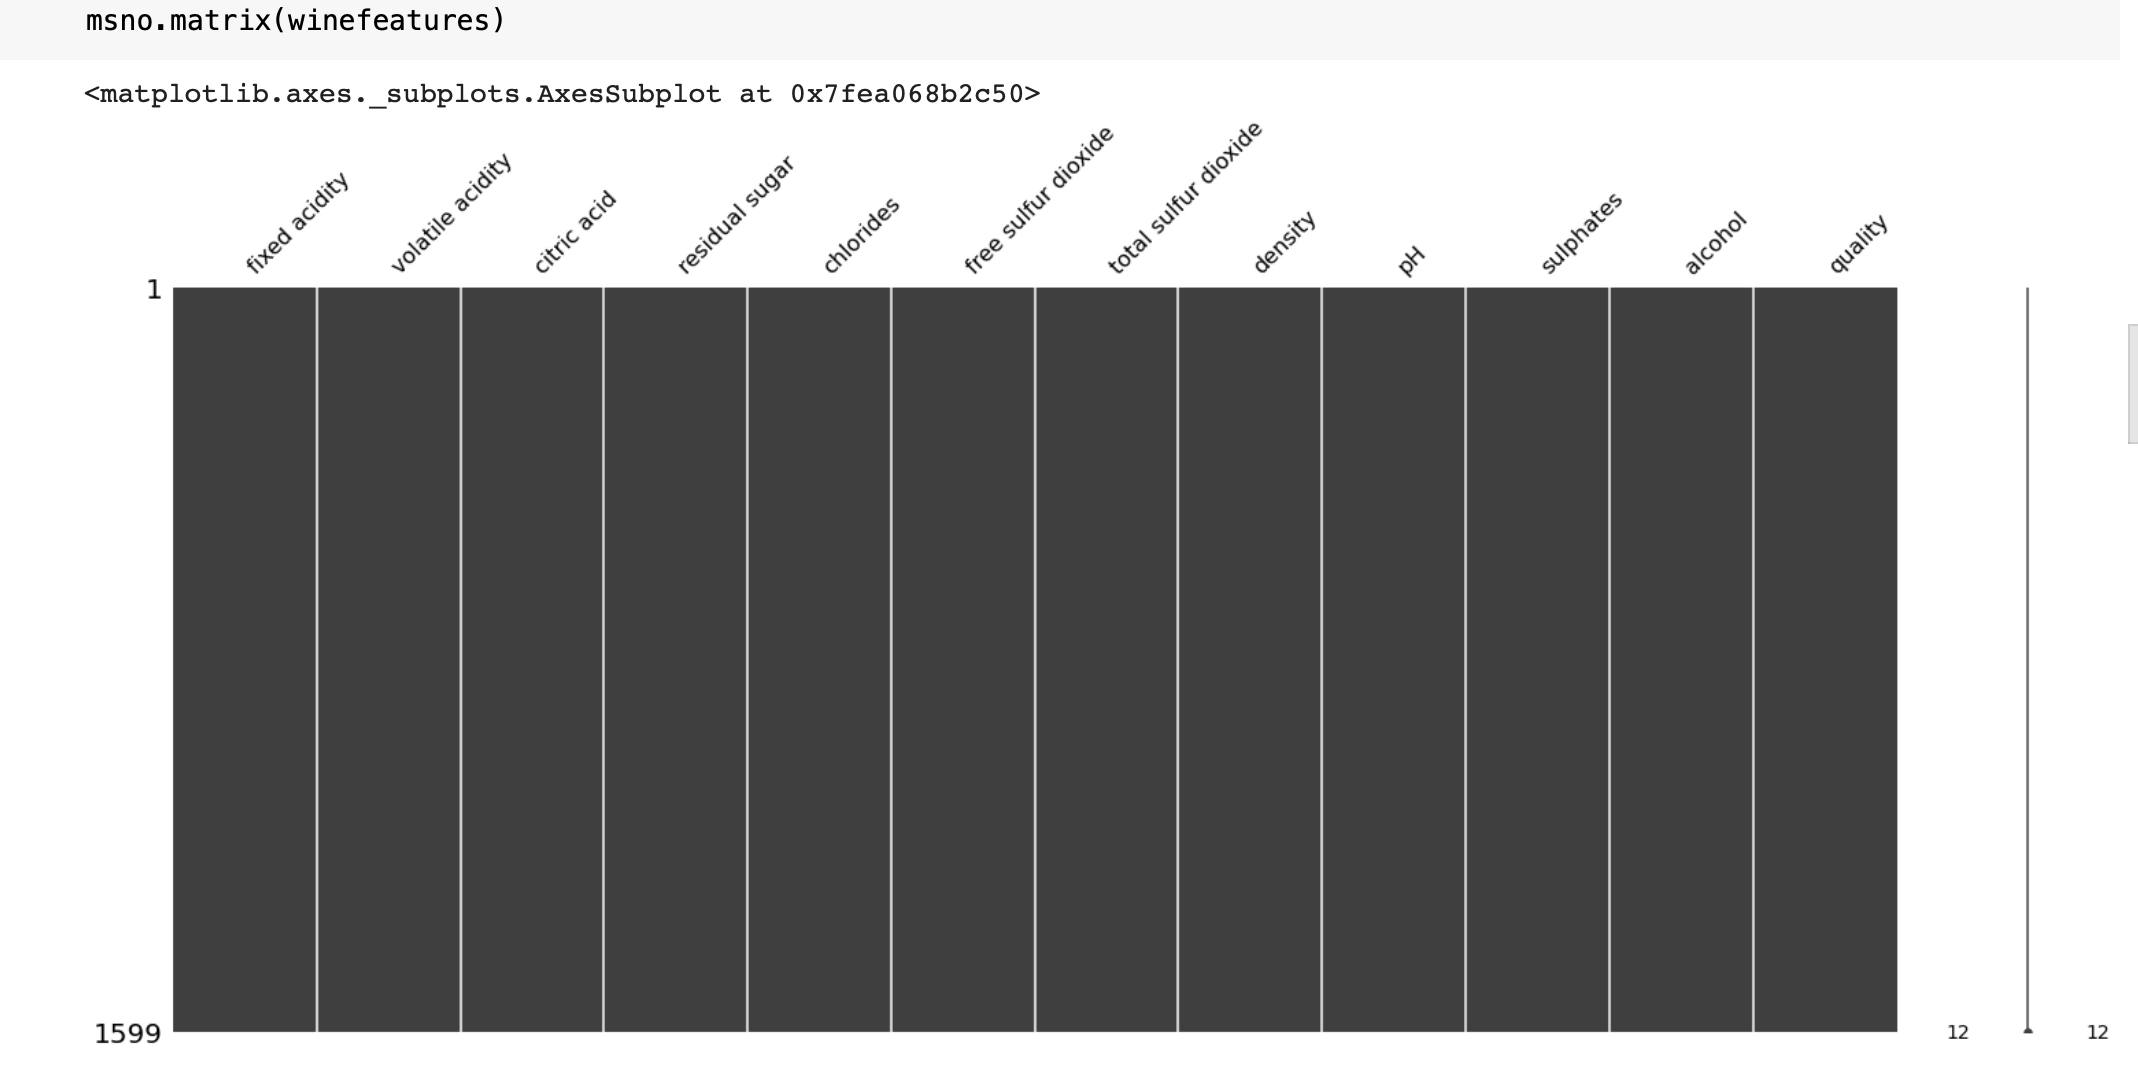 msno.matrix(winefeatures)
<matplotlib.axes._subplots.AxesSubplot at 0x7fea068b2c50>
fixed acidity
volatile acidity
citric acid
residual sugar
chlorides
free sulfur dioxide
total sulfur dioxide
density
pH
sulphates
alcohol
quality
1
1599
12
12